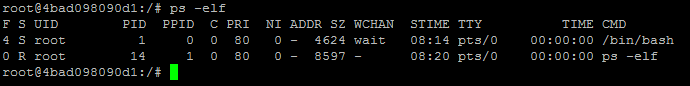 root@4bad098090d1:/# ps -elf
F S UID        PID  PPID  C PRI  NI ADDR SZ WCHAN  STIME TTY          TIME CMD
4 S root         1     0  0  80   0 -  4624 wait   08:14 pts/0    00:00:00 /bin/bash
0 R root        14     1  0  80   0 -  8597 -      08:20 pts/0    00:00:00 ps -elf
root@4bad098090d1:/#